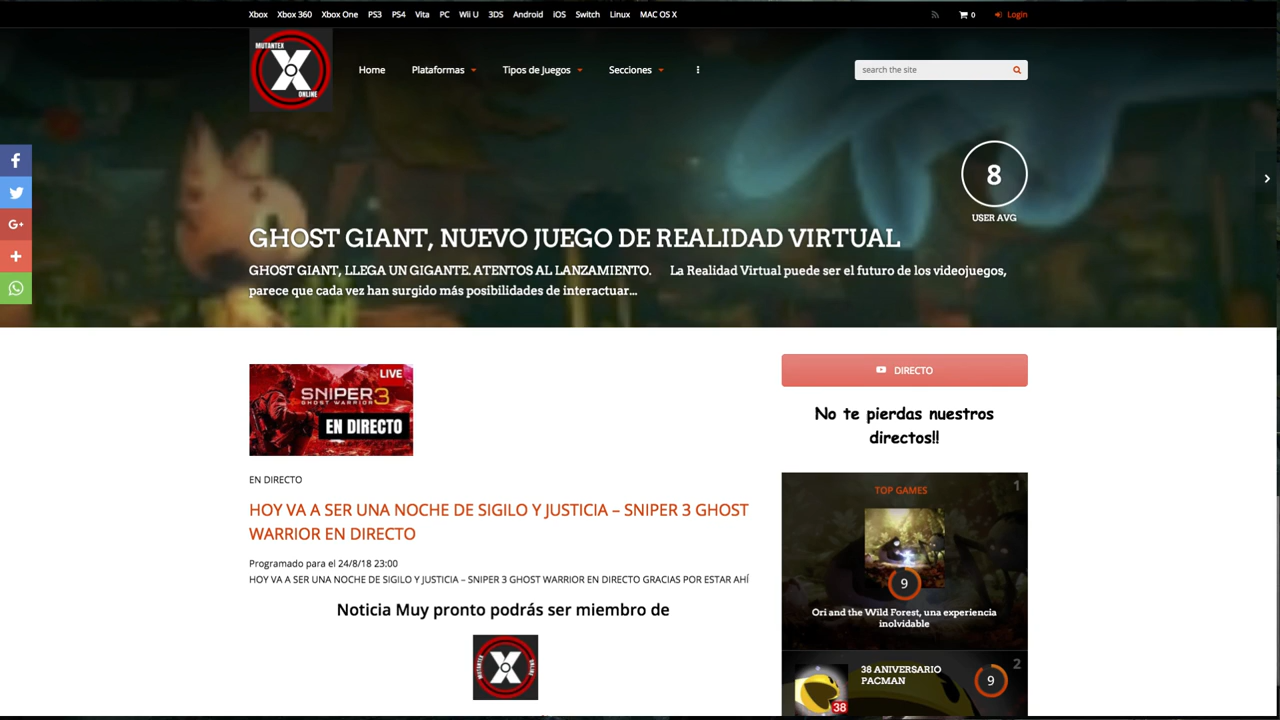 Xbox Xbox 360 Xbox One PS3 PS4 Vita PC Wii U 3DS Android iOS Switch Linux MAC OS X
0 Login
MUTANTEX
X
ONLINE
Home Plataformas Tipos de Juegos Secciones
search the site
8
USER AVG
GHOST GIANT, NUEVO JUEGO DE REALIDAD VIRTUAL
GHOST GIANT, LLEGA UN GIGANTE. ATENTOS AL LANZAMIENTO. La Realidad Virtual puede ser el futuro de los videojuegos,
parece que cada vez han surgido más posibilidades de interactuar...
LIVE
SNIPER 3
GHOST WARRIOR
EN DIRECTO
EN DIRECTO
HOY VA A SER UNA NOCHE DE SIGILO Y JUSTICIA – SNIPER 3 GHOST
WARRIOR EN DIRECTO
Programado para el 24/8/18 23:00
HOY VA A SER UNA NOCHE DE SIGILO Y JUSTICIA – SNIPER 3 GHOST WARRIOR EN DIRECTO GRACIAS POR ESTAR AHÍ
Noticia Muy pronto podrás ser miembro de
MUTANTEX
X
ONLINE
DIRECTO
No te pierdas nuestros
directos!!
TOP GAMES
1
9
Ori and the Wild Forest, una experiencia
inolvidable
2
38 ANIVERSARIO
PACMAN
9
38